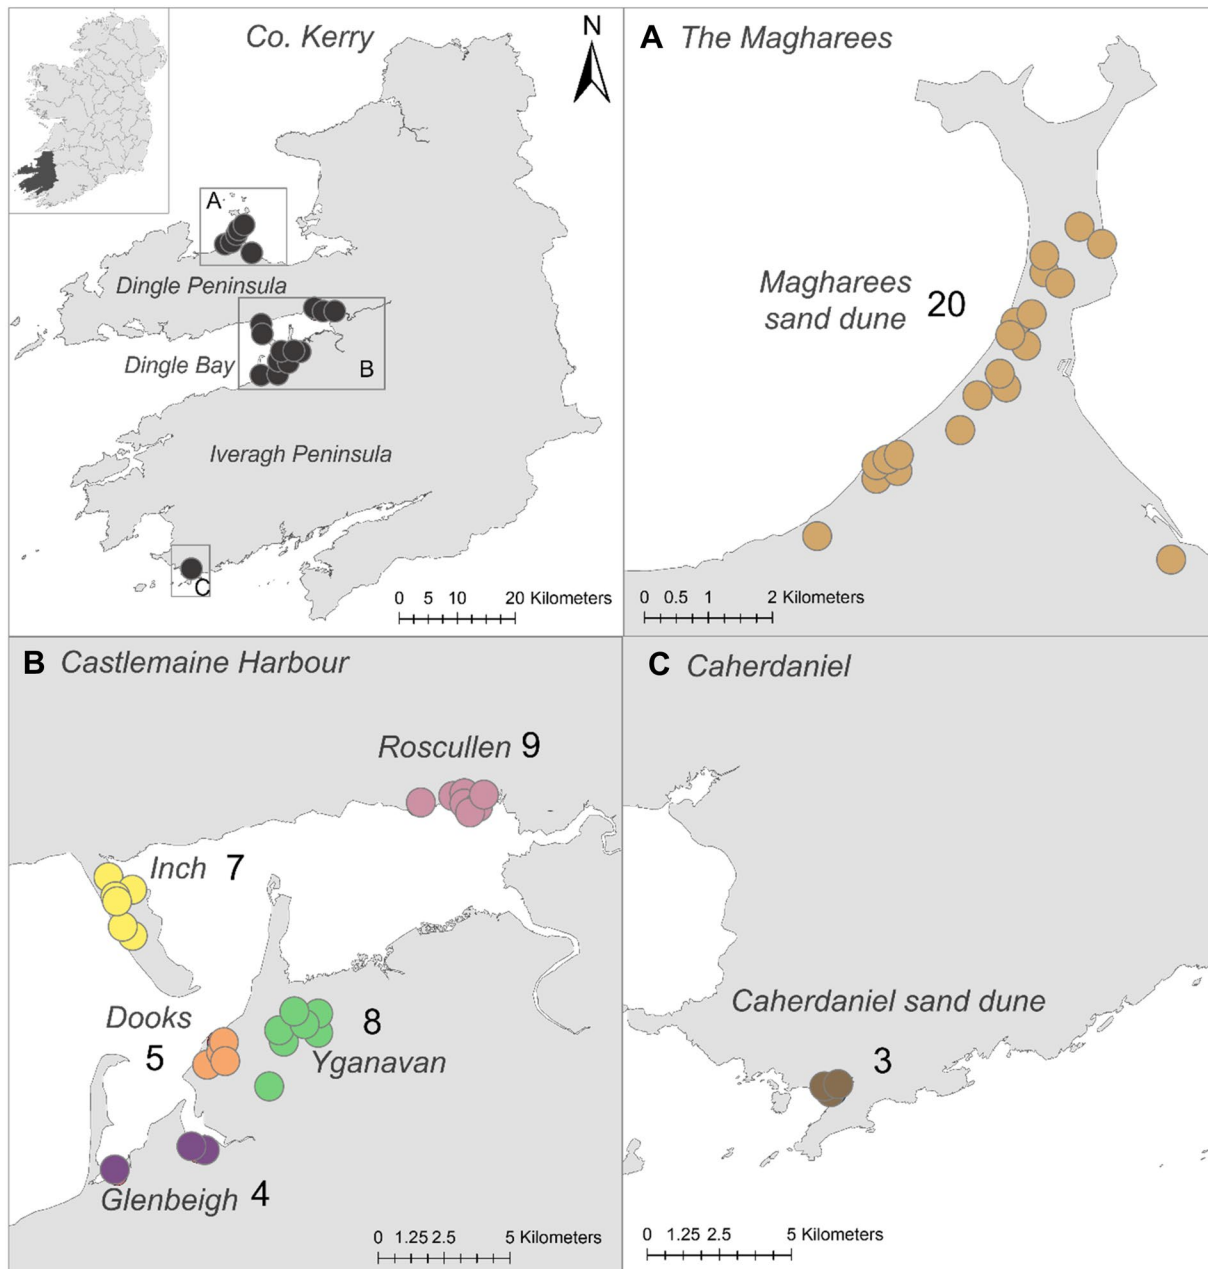 Co. Kerry
N
A
Dingle Peninsula
Dingle Bay
B
Iveragh Peninsula
C
0 5 10 20 Kilometers
A The Magharees
Magharees
sand dune 20
0 0.5 1 2 Kilometers
B Castlemaine Harbour
Roscullen 9
Inch 7
Dooks
5
8
Yganavan
Glenbeigh 4
0 1.25 2.5 5 Kilometers
C Caherdaniel
Caherdaniel sand dune
3
0 1.25 2.5 5 Kilometers